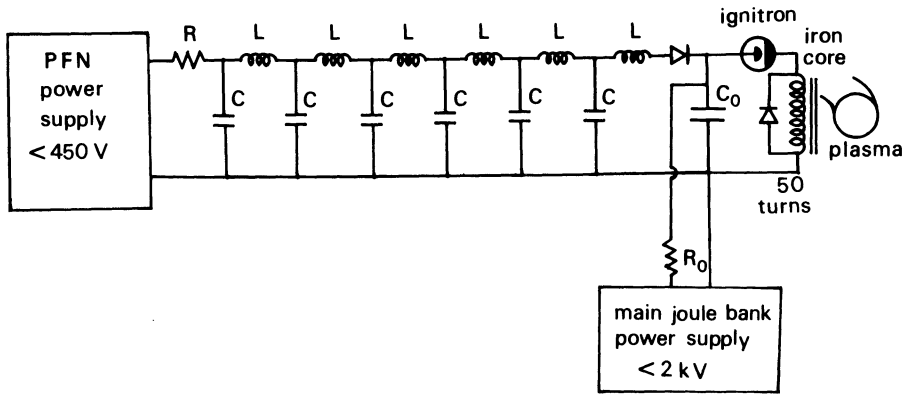 PFN
power
supply
< 450 V
R
L
L
L
L
L
L
C
C
C
C
C
C
C₀
ignitron
iron
core
plasma
50
turns
R₀
main joule bank
power supply
< 2 kV